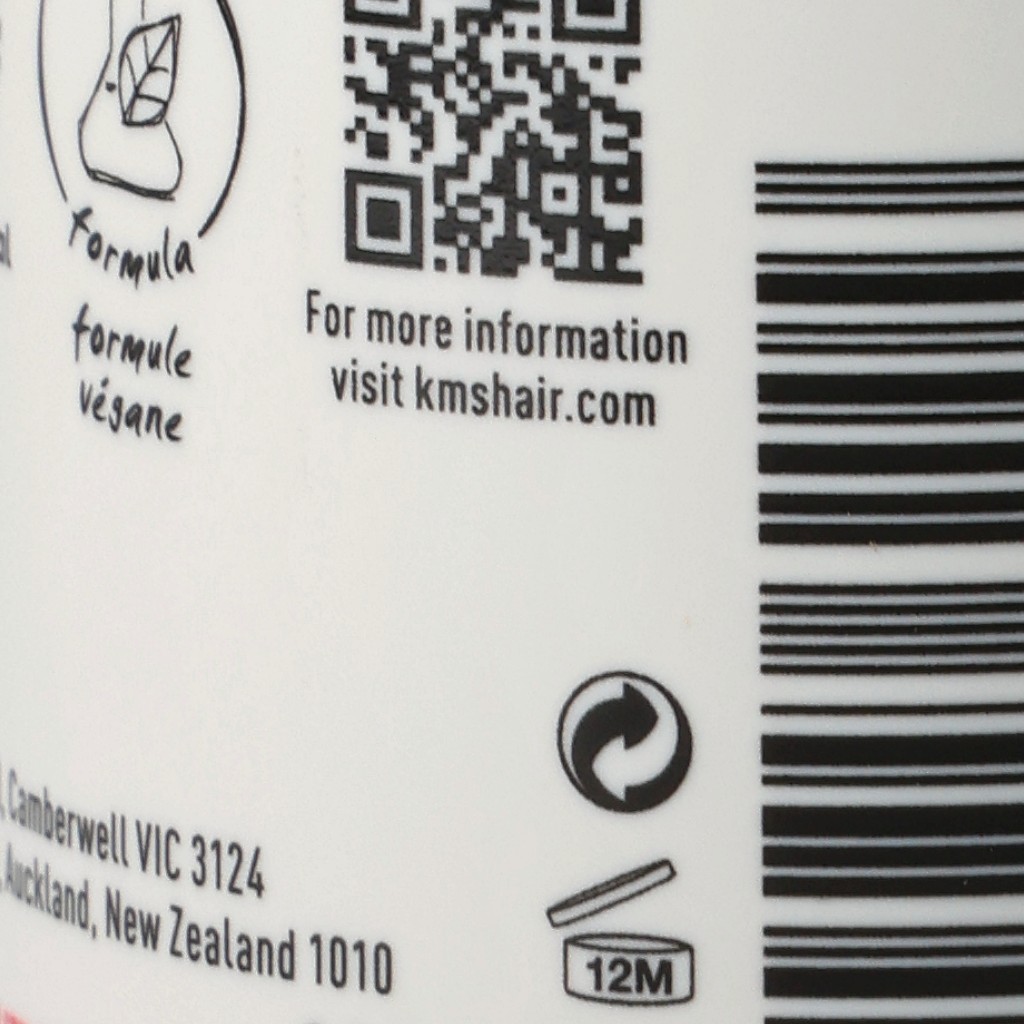 formula
formule
végane
For more information
visit kmshair.com
Camberwell VIC 3124
Auckland, New Zealand 1010
12M